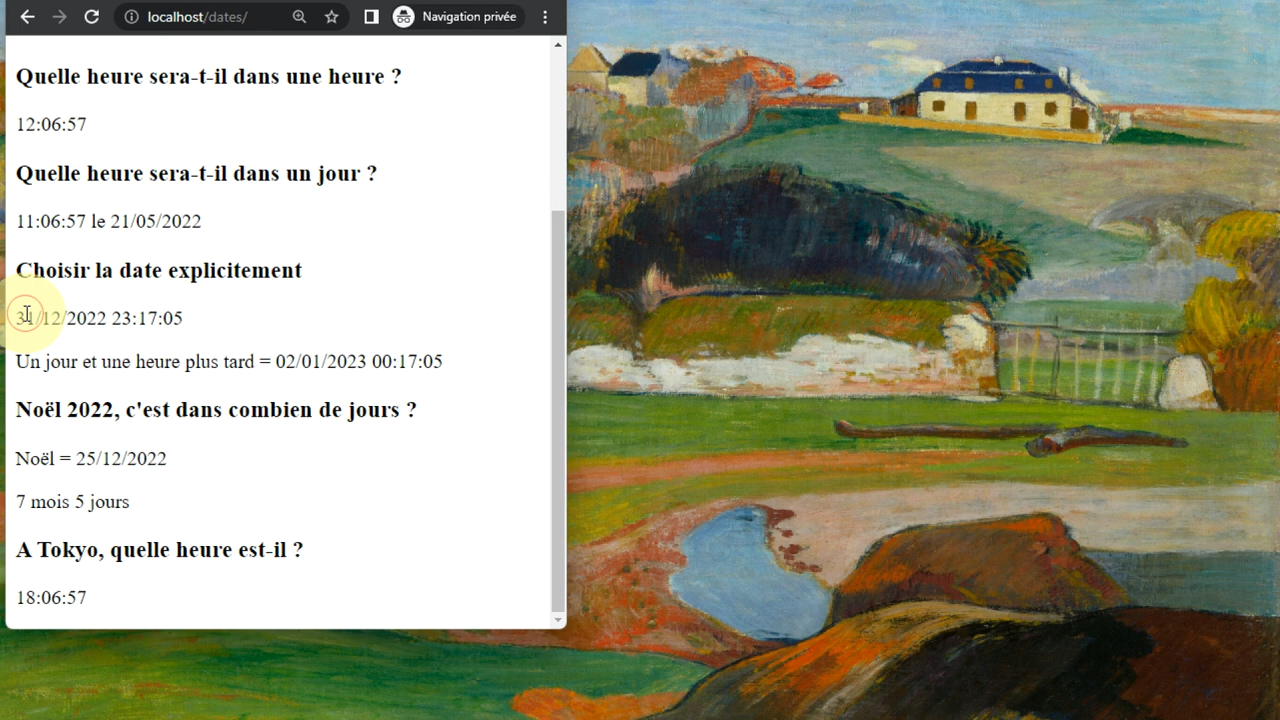 localhost/dates/
Navigation privée
Quelle heure sera-t-il dans une heure ?
12:06:57
Quelle heure sera-t-il dans un jour ?
11:06:57 le 21/05/2022
Choisir la date explicitement
31/12/2022 23:17:05
Un jour et une heure plus tard = 02/01/2023 00:17:05
Noël 2022, c'est dans combien de jours ?
Noël = 25/12/2022
7 mois 5 jours
A Tokyo, quelle heure est-il ?
18:06:57